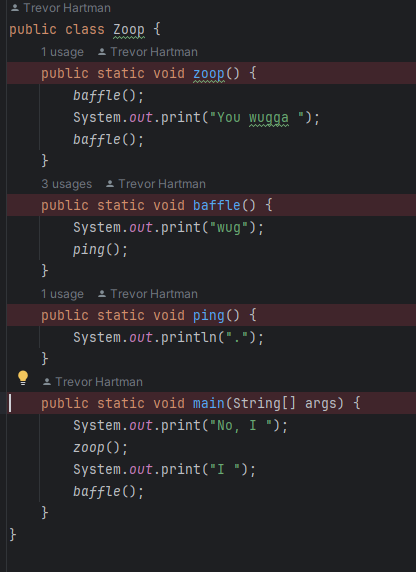 Trevor Hartman
public class Zoop {
1 usage Trevor Hartman
public static void zoop() {
baffle();
System.out.print("You wugga ");
baffle();
}
3 usages Trevor Hartman
public static void baffle() {
System.out.print("wug");
ping();
}
1 usage Trevor Hartman
public static void ping() {
System.out.println(".");
}
Trevor Hartman
public static void main(String[] args) {
System.out.print("No, I ");
zoop();
System.out.print("I ");
baffle();
}
}